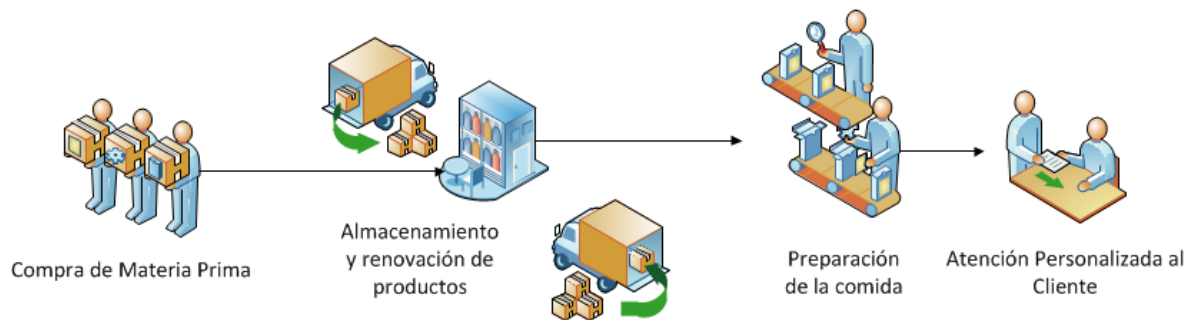 Compra de Materia Prima
Almacenamiento
y renovación de
productos
Preparación
de la comida
Atención Personalizada al
Cliente